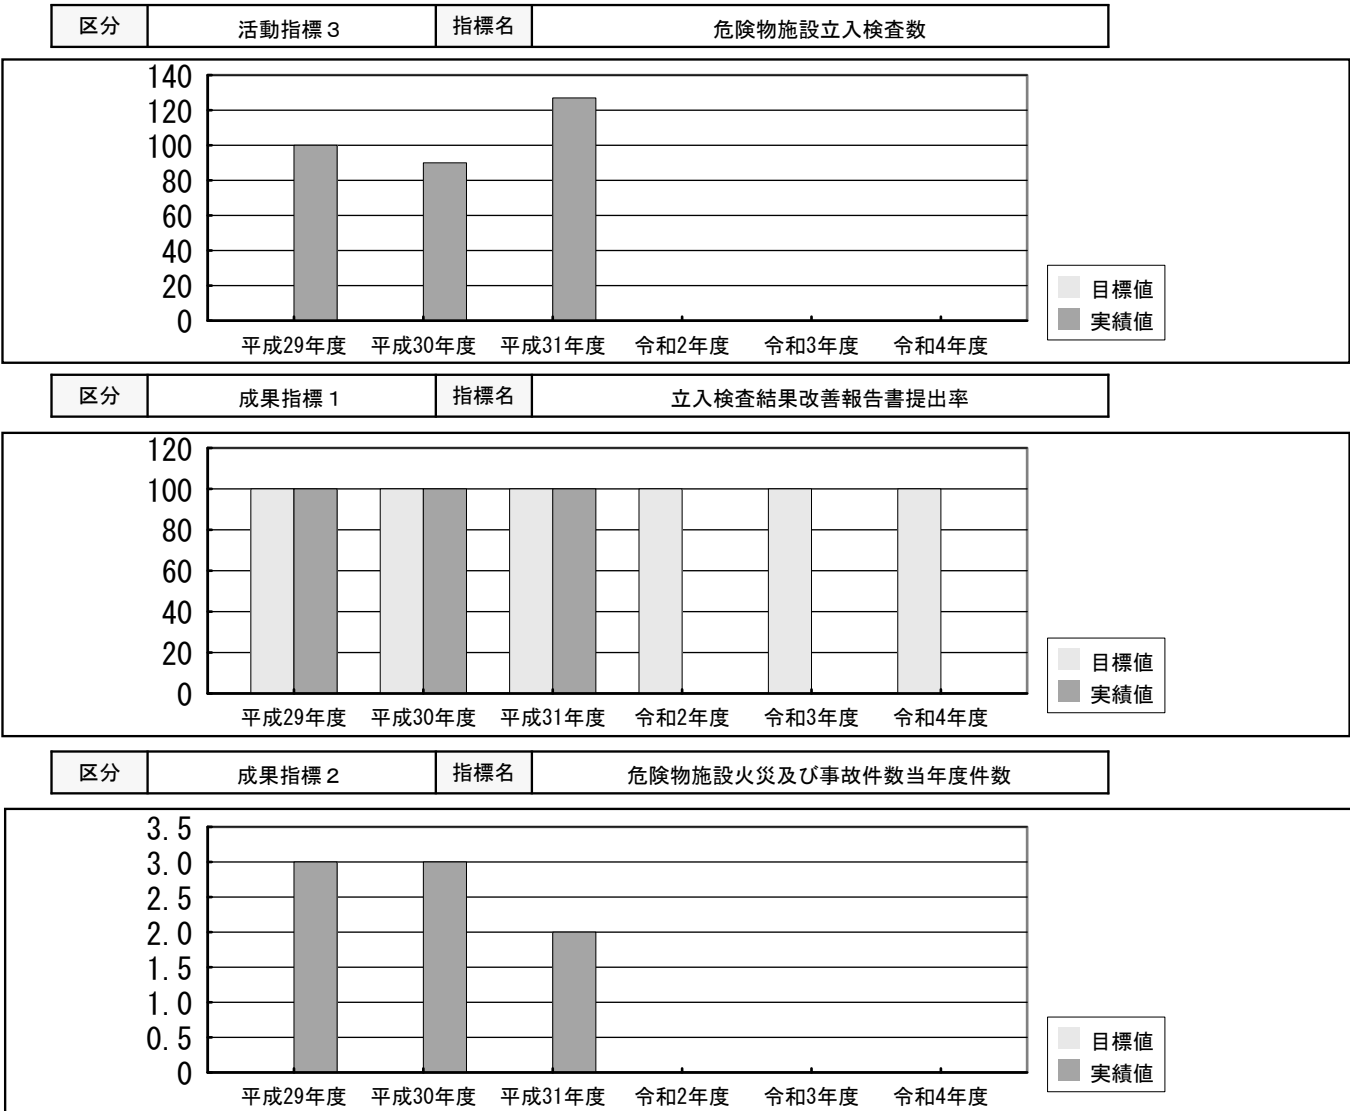 区分 活動指標３ 指標名 危険物施設立入検査数
140
120
100
80
60
40
20
0
平成29年度 平成30年度 平成31年度 令和2年度 令和3年度 令和4年度
目標値
実績値
区分 成果指標１ 指標名 立入検査結果改善報告書提出率
120
100
80
60
40
20
0
平成29年度 平成30年度 平成31年度 令和2年度 令和3年度 令和4年度
目標値
実績値
区分 成果指標２ 指標名 危険物施設火災及び事故件数当年度件数
3.5
3.0
2.5
2.0
1.5
1.0
0.5
0
平成29年度 平成30年度 平成31年度 令和2年度 令和3年度 令和4年度
目標値
実績値